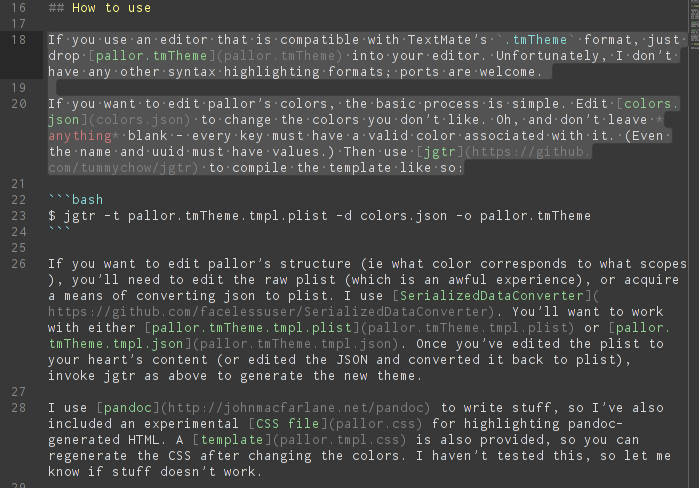 16 ## How to use
17
18 If you use an editor that is compatible with TextMate’s `.tmTheme` format, just
drop [pallor.tmTheme](pallor.tmTheme) into your editor. Unfortunately, I don’t
have any other syntax highlighting formats; ports are welcome.
19
20 If you want to edit pallor’s colors, the basic process is simple. Edit [colors.
json](colors.json) to change the colors you don’t like. Oh, and don’t leave *
anything* blank – every key must have a valid color associated with it. (Even
the name and uuid must have values.) Then use [jgtr](https://github.
com/tummychow/jgtr) to compile the template like so:
21
22 ```bash
23 $ jgtr -t pallor.tmTheme.tmpl.plist -d colors.json -o pallor.tmTheme
24 ```
25
26 If you want to edit pallor’s structure (ie what color corresponds to what scopes
), you’ll need to edit the raw plist (which is an awful experience), or acquire
a means of converting json to plist. I use [SerializedDataConverter](
https://github.com/facelessuser/SerializedDataConverter). You’ll want to work
with either [pallor.tmTheme.tmpl.plist](pallor.tmTheme.tmpl.plist) or [pallor.
tmTheme.tmpl.json](pallor.tmTheme.tmpl.json). Once you’ve edited the plist to
your heart’s content (or edited the JSON and converted it back to plist),
invoke jgtr as above to generate the new theme.
27
28 I use [pandoc](http://johnmacfarlane.net/pandoc) to write stuff, so I’ve also
included an experimental [CSS file](pallor.css) for highlighting pandoc-
generated HTML. A [template](pallor.tmpl.css) is also provided, so you can
regenerate the CSS after changing the colors. I haven’t tested this, so let me
know if stuff doesn’t work.
29